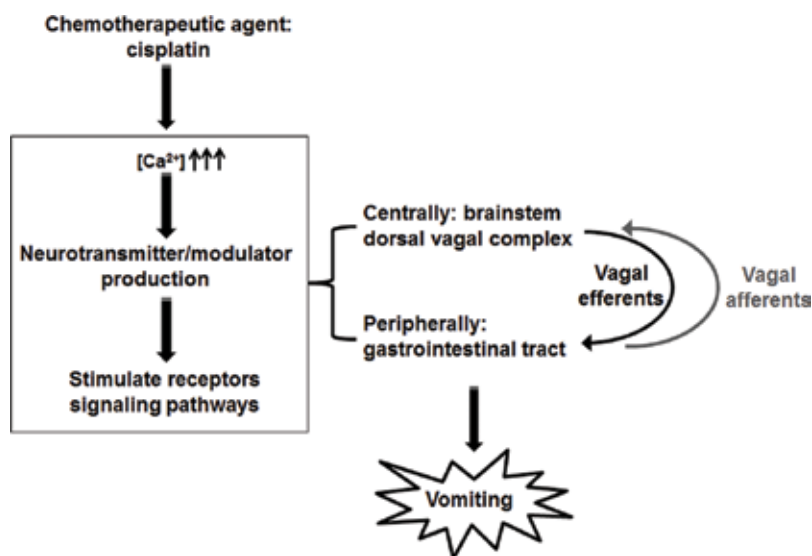 Chemotherapeutic agent:
cisplatin
[Ca²⁺]↑↑↑
Neurotransmitter/modulator
production
Stimulate receptors
signaling pathways
Centrally: brainstem
dorsal vagal complex
Vagal
efferents
Vagal
afferents
Peripherally:
gastrointestinal tract
Vomiting